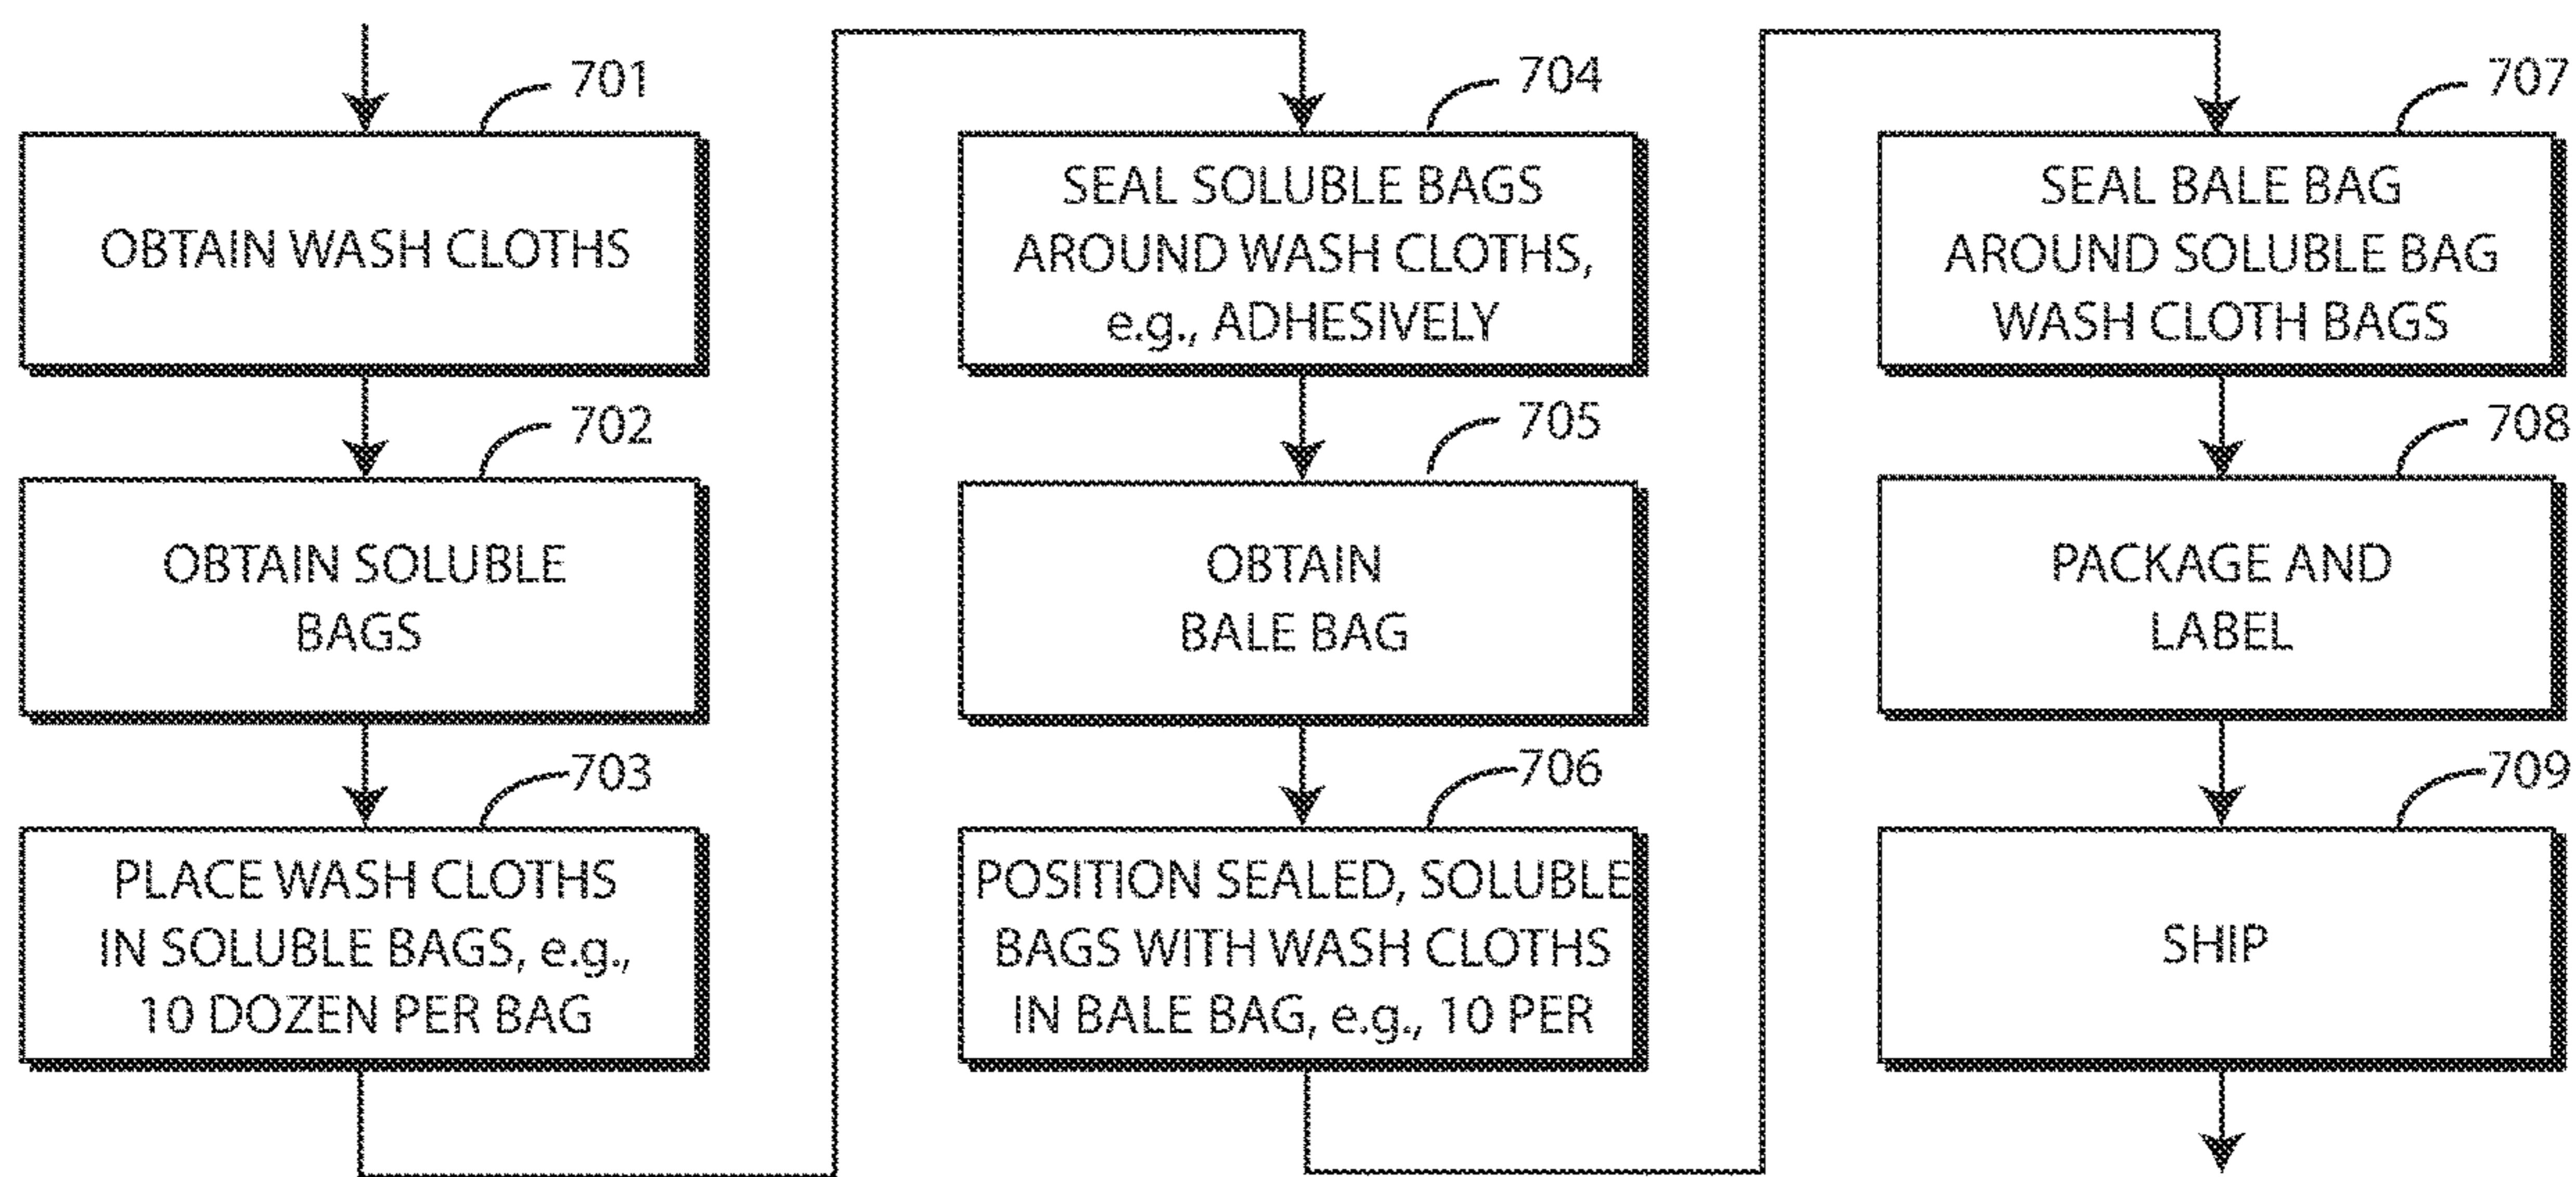 701
OBTAIN WASH CLOTHS
702
OBTAIN SOLUBLE
BAGS
703
PLACE WASH CLOTHS
IN SOLUBLE BAGS, e.g.,
10 DOZEN PER BAG
704
SEAL SOLUBLE BAGS
AROUND WASH CLOTHS,
e.g., ADHESIVELY
705
OBTAIN
BALE BAG
706
POSITION SEALED, SOLUBLE
BAGS WITH WASH CLOTHS
IN BALE BAG, e.g., 10 PER
707
SEAL BALE BAG
AROUND SOLUBLE BAG
WASH CLOTH BAGS
708
PACKAGE AND
LABEL
709
SHIP